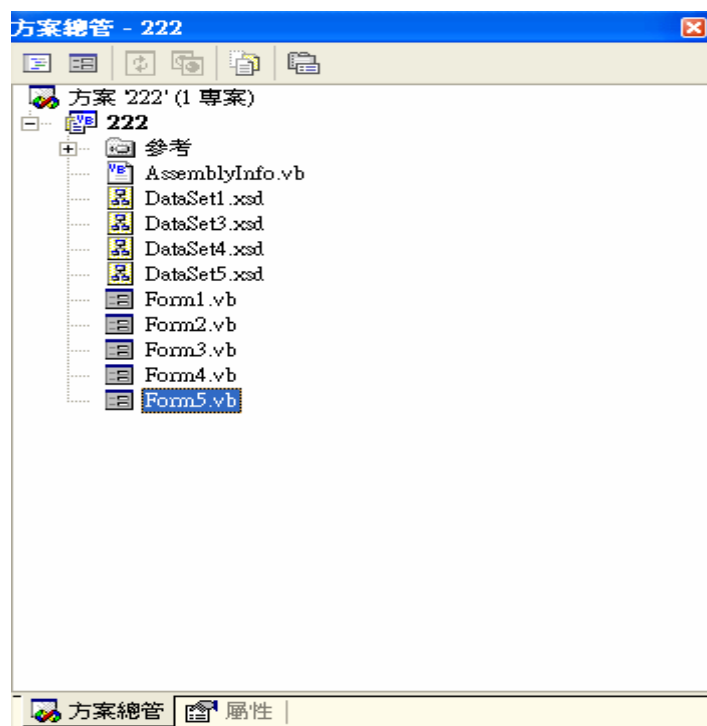 方案總管 - 222
方案 '222' (1 專案)
222
參考
AssemblyInfo.vb
DataSet1.xsd
DataSet3.xsd
DataSet4.xsd
DataSet5.xsd
Form1.vb
Form2.vb
Form3.vb
Form4.vb
Form5.vb
方案總管 屬性